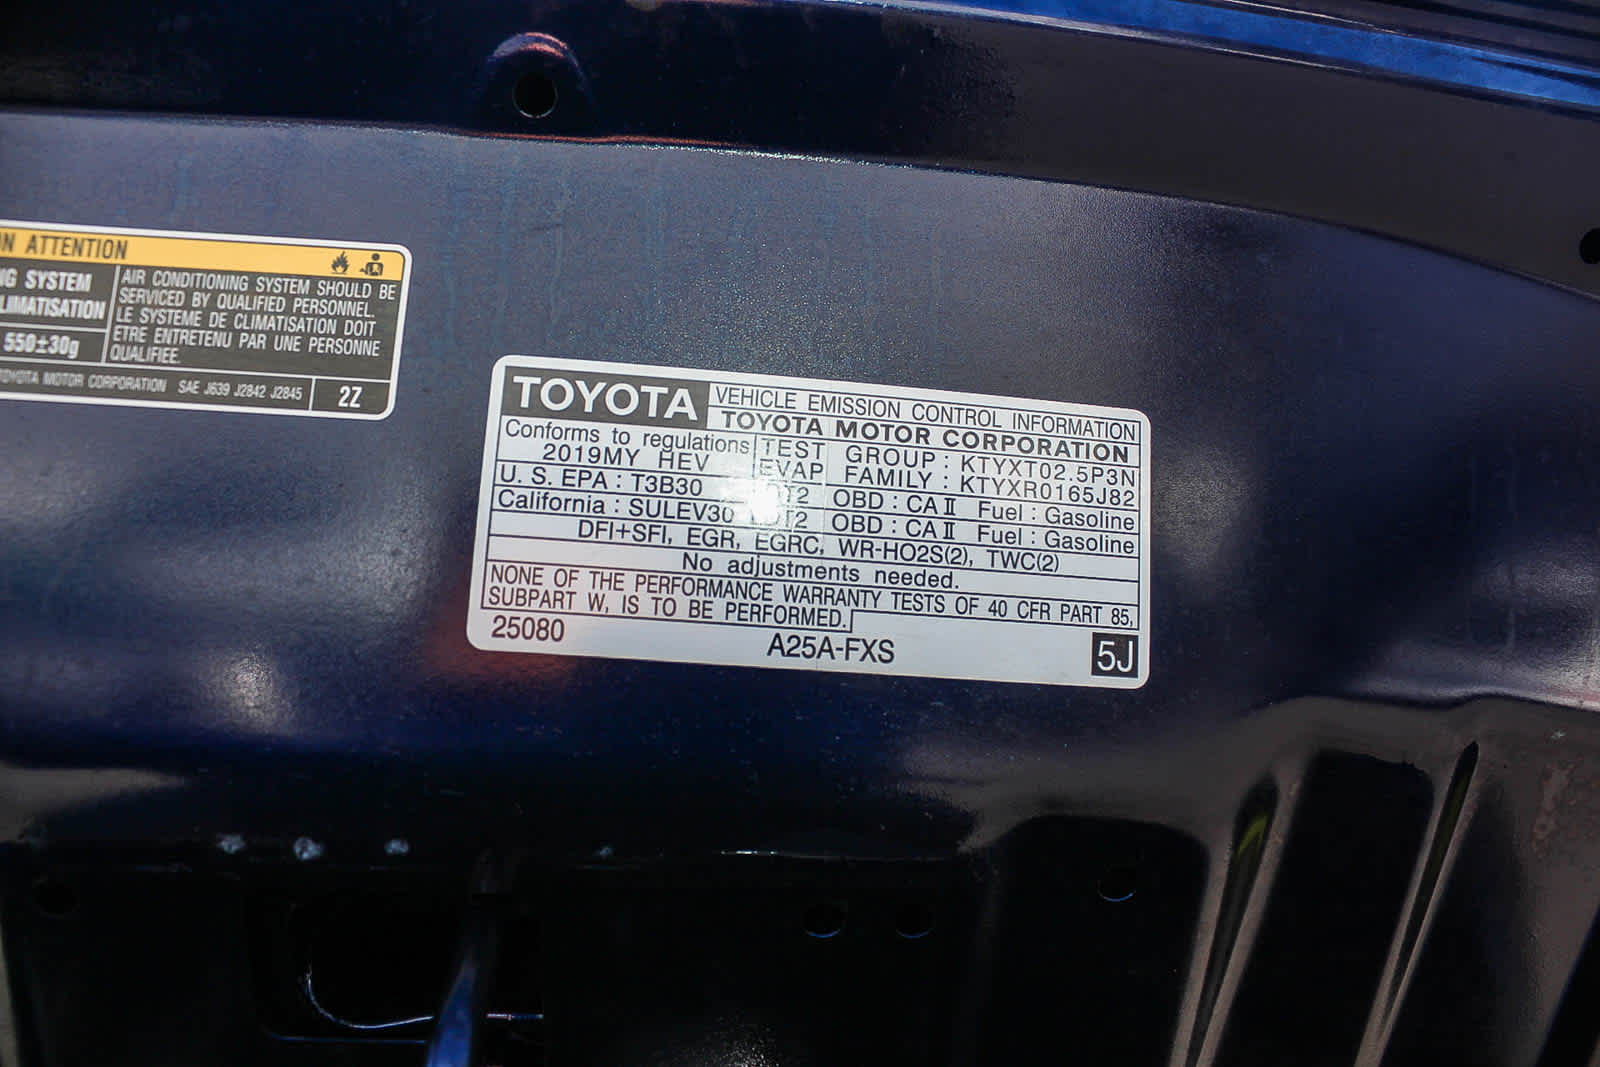 N ATTENTION
NG SYSTEM
CLIMATISATION
550±30g
AIR CONDITIONING SYSTEM SHOULD BE
SERVICED BY QUALIFIED PERSONNEL.
LE SYSTEME DE CLIMATISATION DOIT
ETRE ENTRETENU PAR UNE PERSONNE
QUALIFIEE.
TOYOTA MOTOR CORPORATION SAE J639 J2842 J2845 2Z
TOYOTA VEHICLE EMISSION CONTROL INFORMATION
TOYOTA MOTOR CORPORATION
Conforms to regulations TEST GROUP : KTYXT02.5P3N
2019MY HEV EVAP FAMILY : KTYXR0165J82
U.S. EPA : T3B30 OBD : CAⅡ Fuel : Gasoline
California : SULEV30 OBD : CAⅡ Fuel : Gasoline
DFI+SFI, EGR, EGRC, WR-HO2S(2), TWC(2)
No adjustments needed.
NONE OF THE PERFORMANCE WARRANTY TESTS OF 40 CFR PART 85,
SUBPART W, IS TO BE PERFORMED.
25080 A25A-FXS 5J